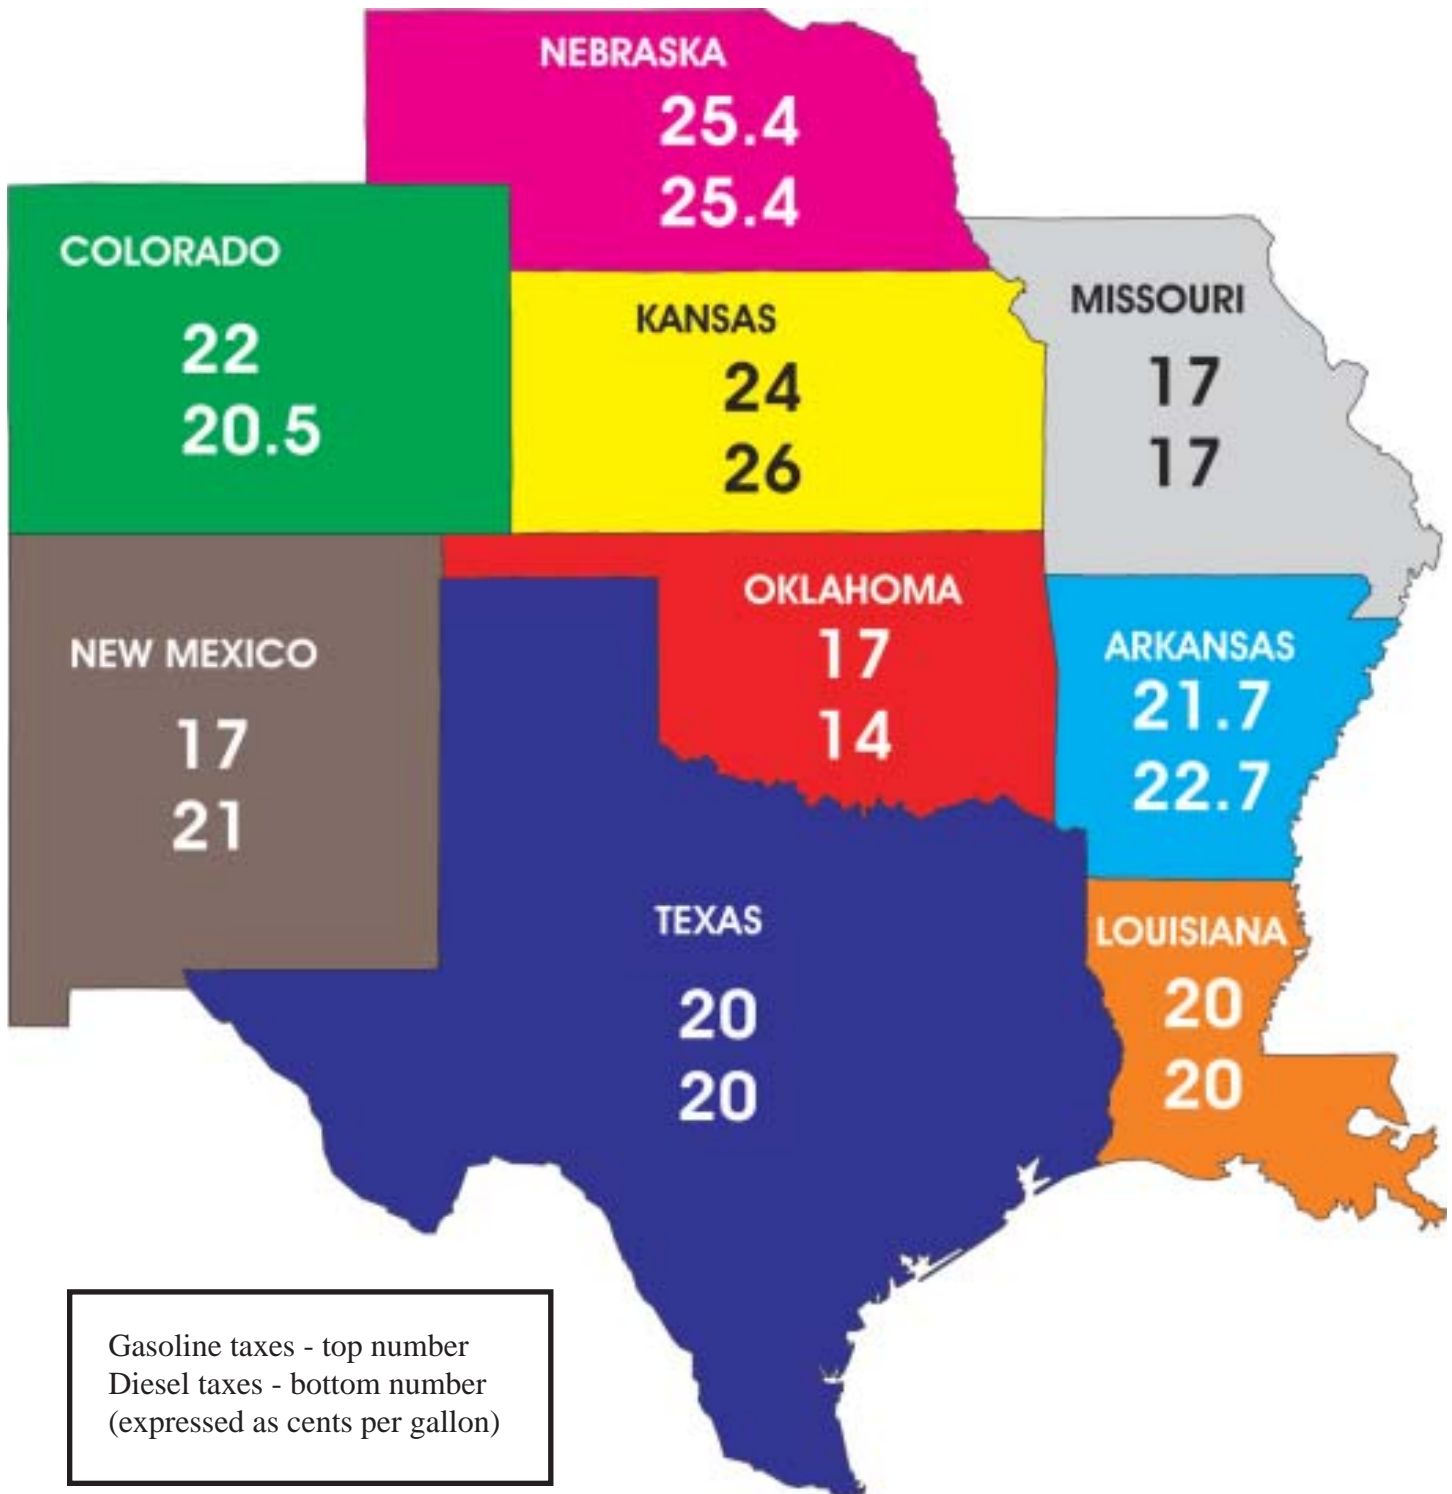 NEBRASKA
25.4
25.4
COLORADO
22
20.5
KANSAS
24
26
MISSOURI
17
17
NEW MEXICO
17
21
OKLAHOMA
17
14
ARKANSAS
21.7
22.7
TEXAS
20
20
LOUISIANA
20
20
Gasoline taxes - top number
Diesel taxes - bottom number
(expressed as cents per gallon)